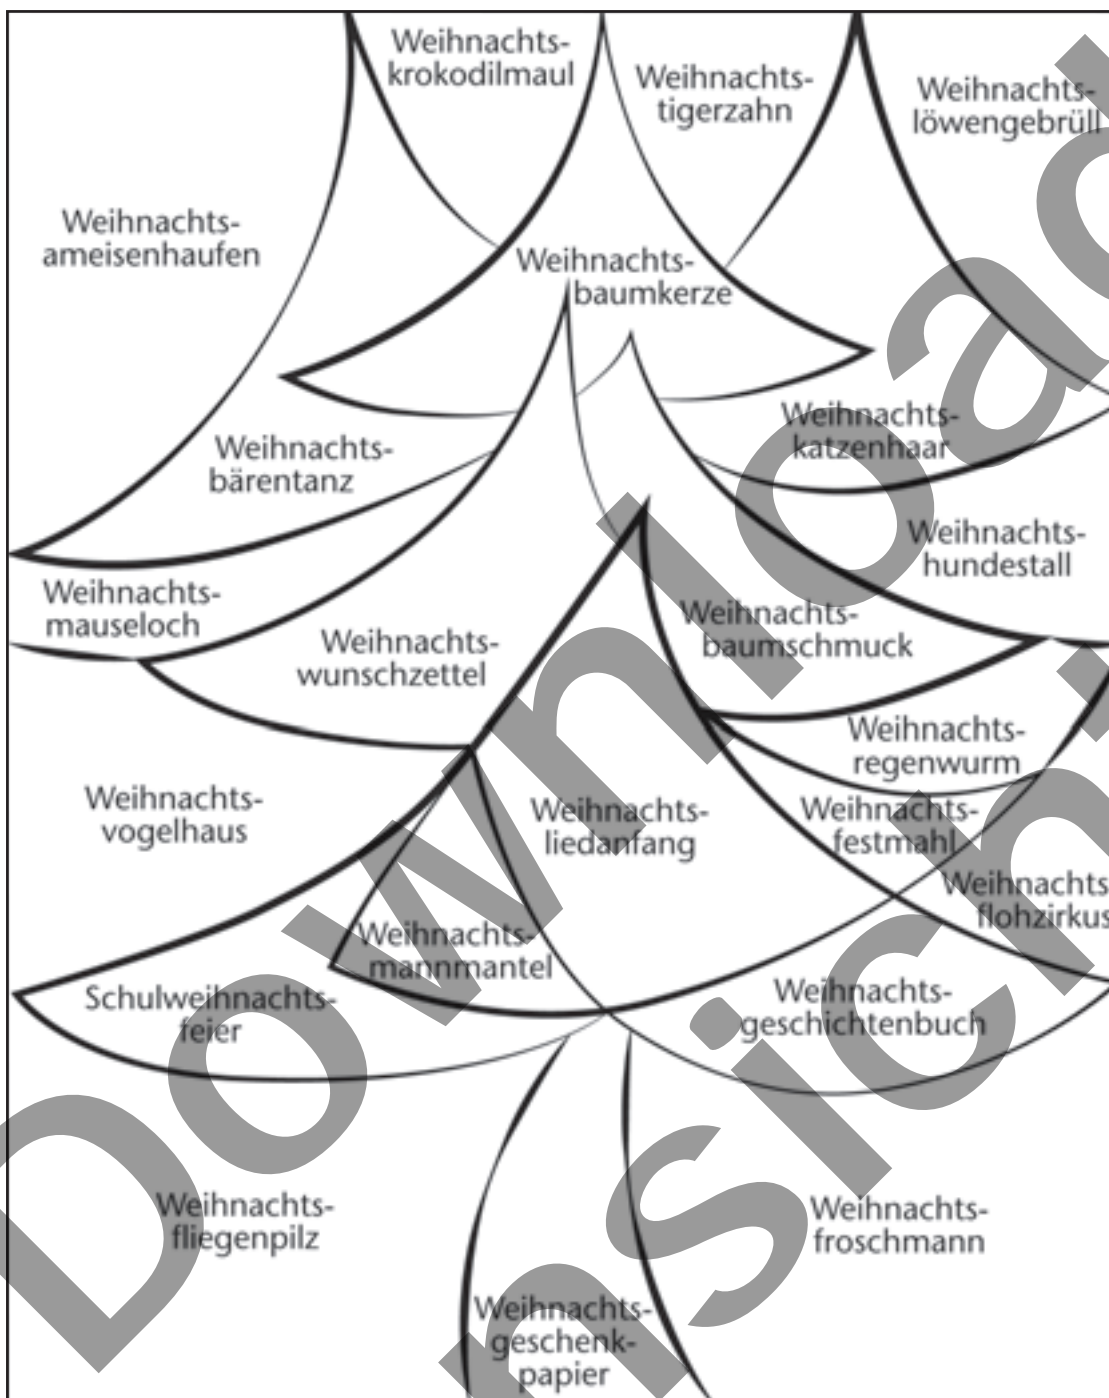 Weihnachts-
krokodilmaul
Weihnachts-
tigerzahn
Weihnachts-
löwengebrüll
Weihnachts-
ameisenhaufen
Weihnachts-
baumkerze
Weihnachts-
katzenhaar
Weihnachts-
bärentanz
Weihnachts-
hundestall
Weihnachts-
mauseloch
Weihnachts-
baumschmuck
Weihnachts-
wunschzettel
Weihnachts-
regenwurm
Weihnachts-
vogelhaus
Weihnachts-
liedanfang
Weihnachts-
festmahl
Weihnachts
flohzirkus
Weihnachts-
mannmantel
Schulweihnachts-
feier
Weihnachts-
geschichtenbuch
Weihnachts-
fliegenpilz
Weihnachts-
froschmann
Weihnachts-
geschenk-
papier
Download
nsich